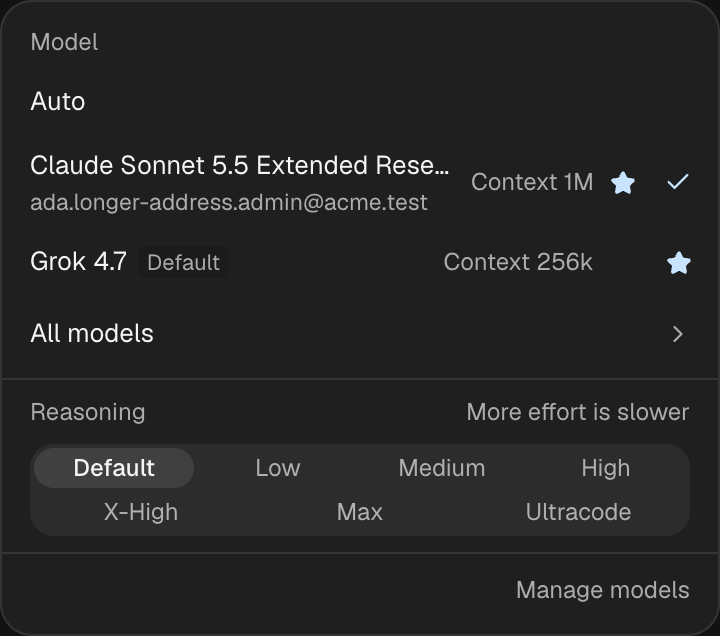 Model
Auto
Claude Sonnet 5.5 Extended Rese… Context 1M
ada.longer-address.admin@acme.test
Grok 4.7 Default Context 256k
All models
Reasoning More effort is slower
Default Low Medium High
X-High Max Ultracode
Manage models